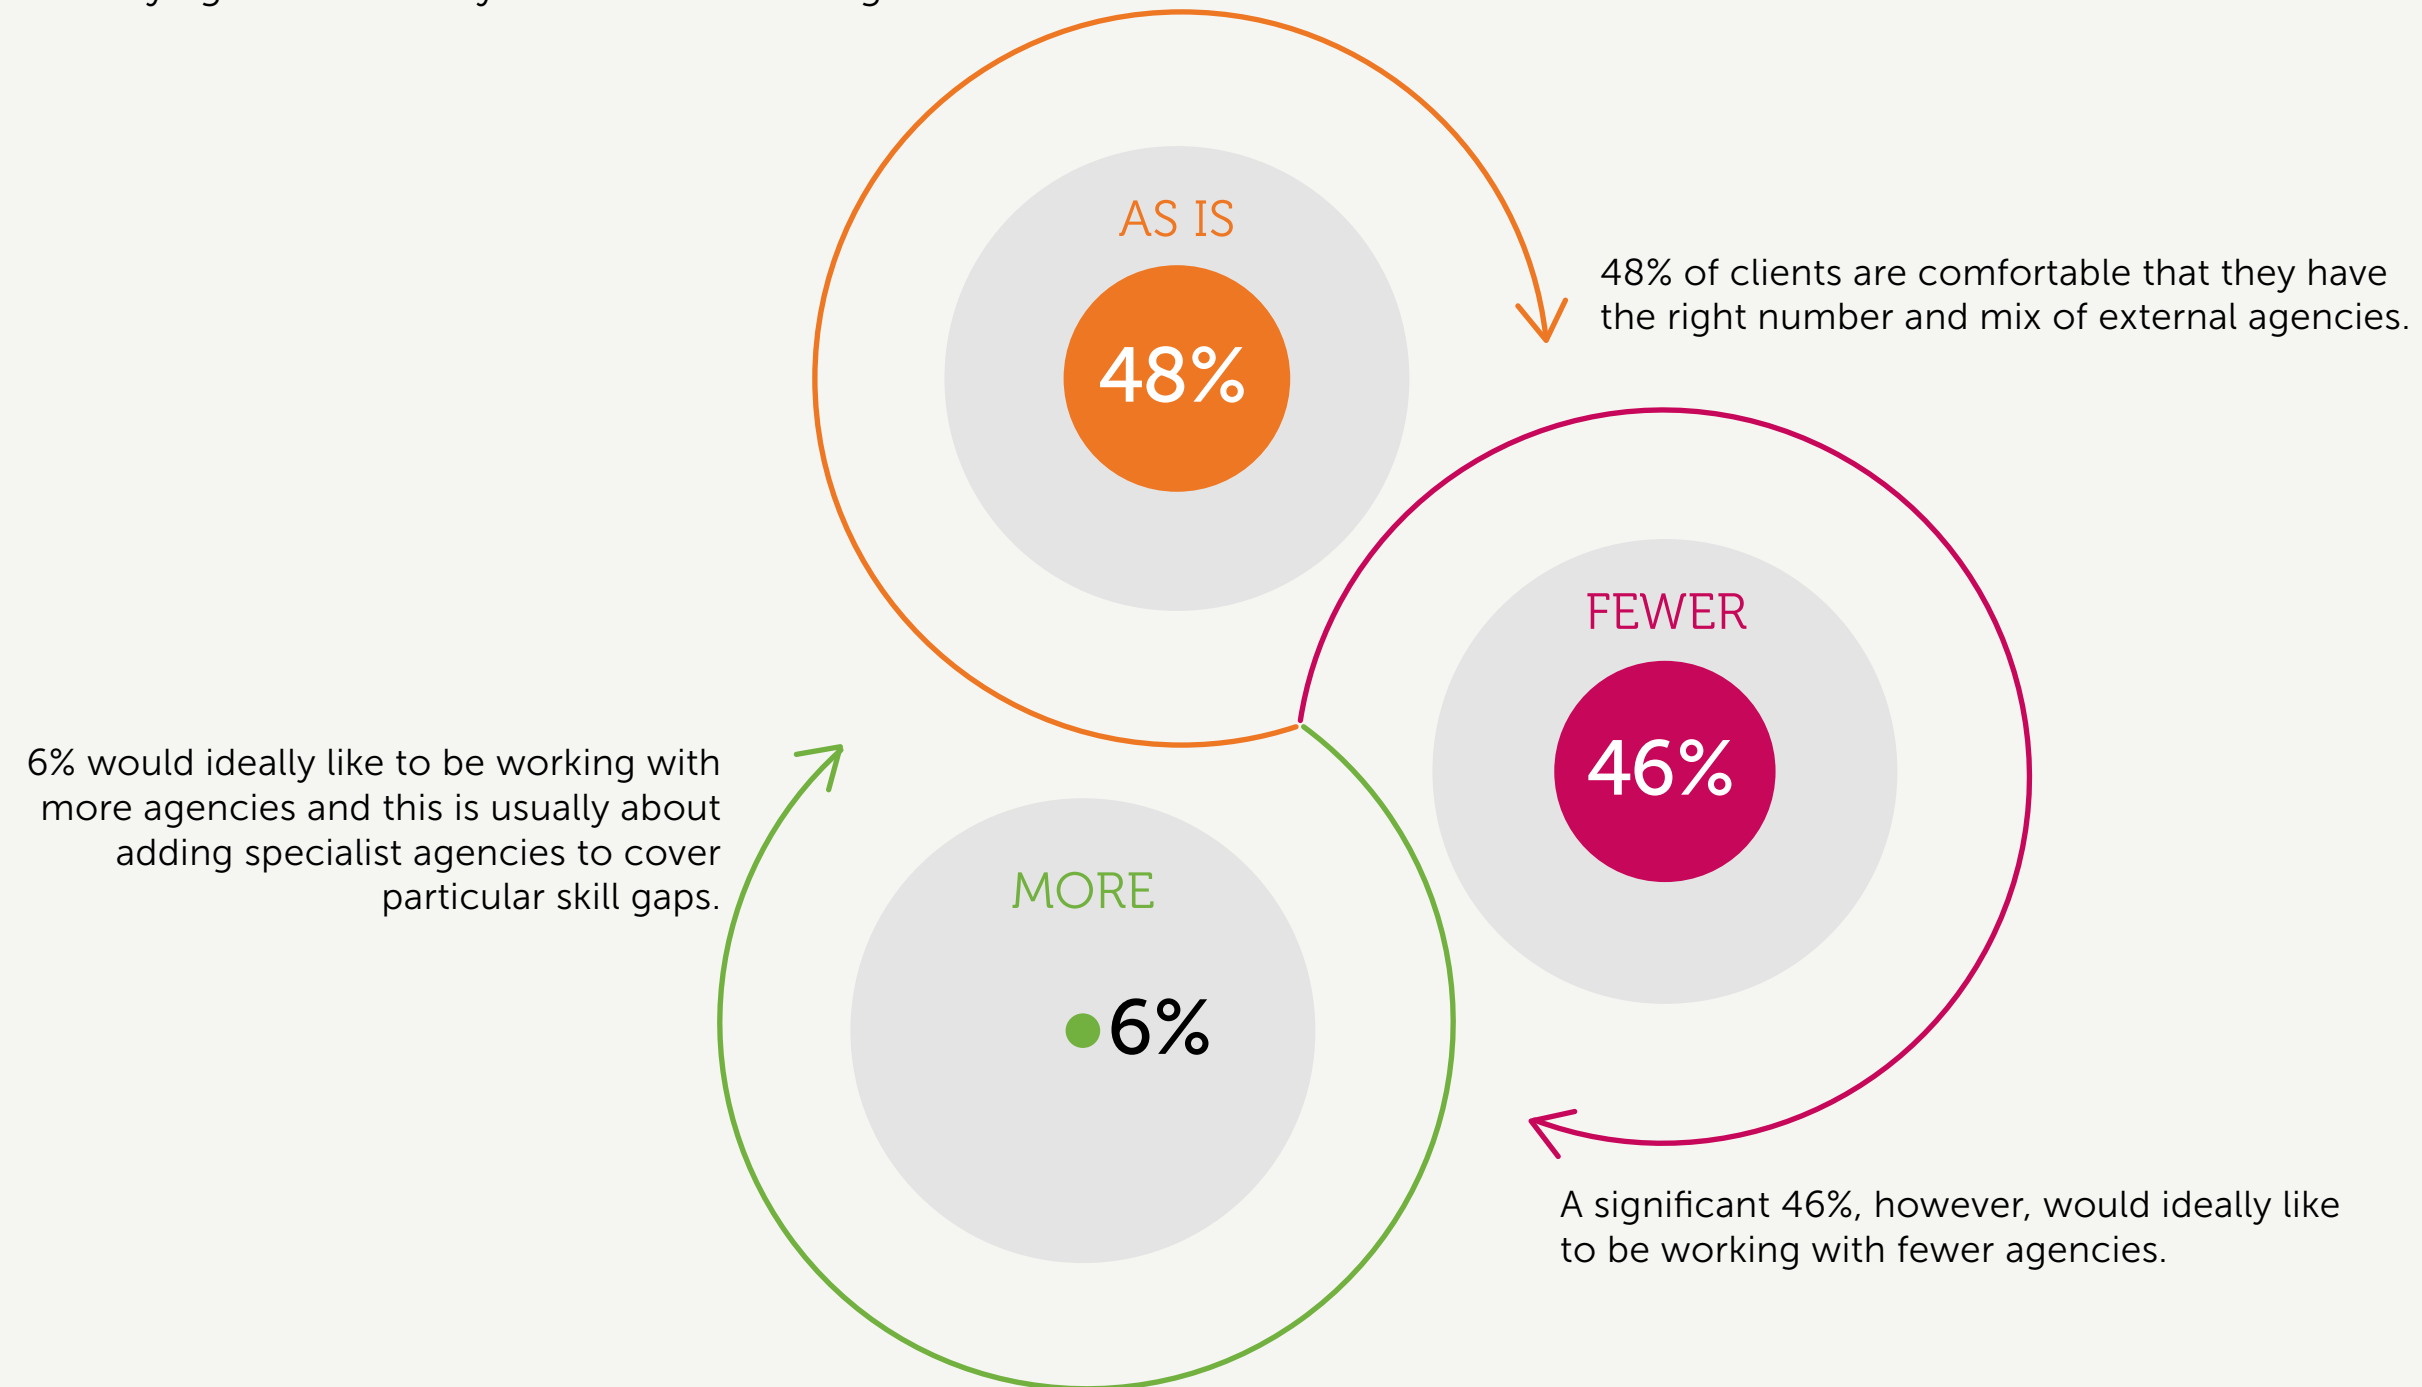 AS IS
48%
48% of clients are comfortable that they have
the right number and mix of external agencies.
FEWER
46%
A significant 46%, however, would ideally like
to be working with fewer agencies.
MORE
6%
6% would ideally like to be working with
more agencies and this is usually about
adding specialist agencies to cover
particular skill gaps.